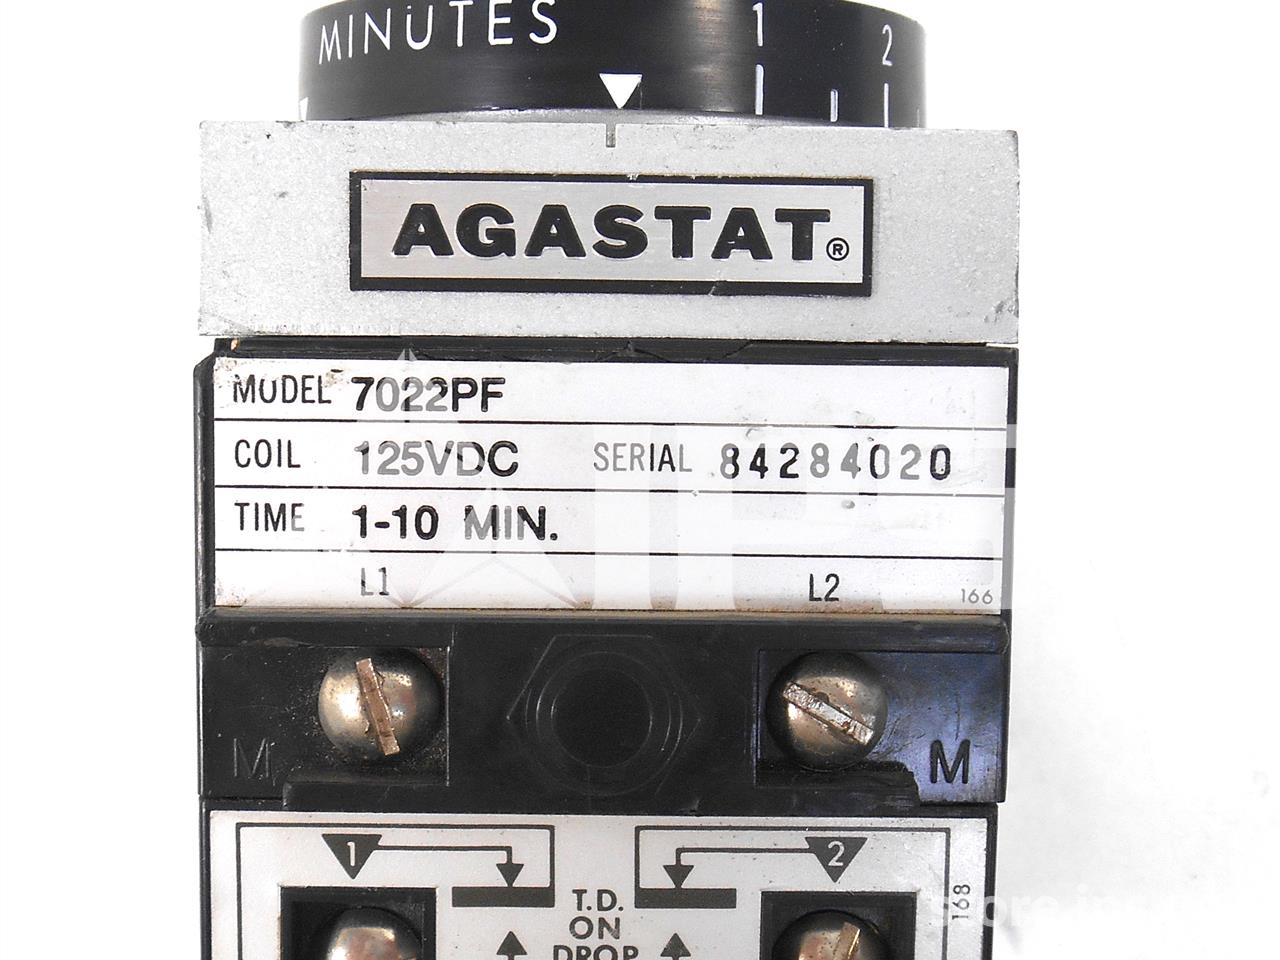 MINUTES 1 2
AGASTAT®
MODEL 7022PF
COIL 125VDC SERIAL 84284020
TIME 1-10 MIN.
L1 L2 166
M M
1 2
T.D.
ON
DROP
168